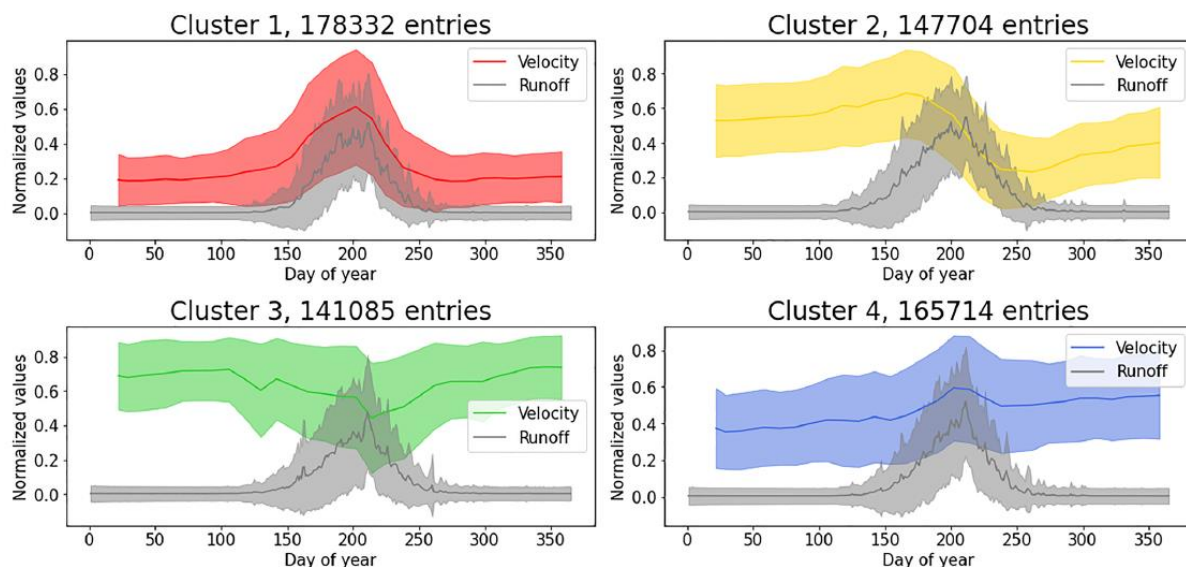 Cluster 1, 178332 entries
Normalized values
0.8
0.6
0.4
0.2
0.0
Velocity
Runoff
0 50 100 150 200 250 300 350
Day of year
Cluster 2, 147704 entries
Normalized values
0.8
0.6
0.4
0.2
0.0
Velocity
Runoff
0 50 100 150 200 250 300 350
Day of year
Cluster 3, 141085 entries
Normalized values
0.8
0.6
0.4
0.2
0.0
Velocity
Runoff
0 50 100 150 200 250 300 350
Day of year
Cluster 4, 165714 entries
Normalized values
0.8
0.6
0.4
0.2
0.0
Velocity
Runoff
0 50 100 150 200 250 300 350
Day of year